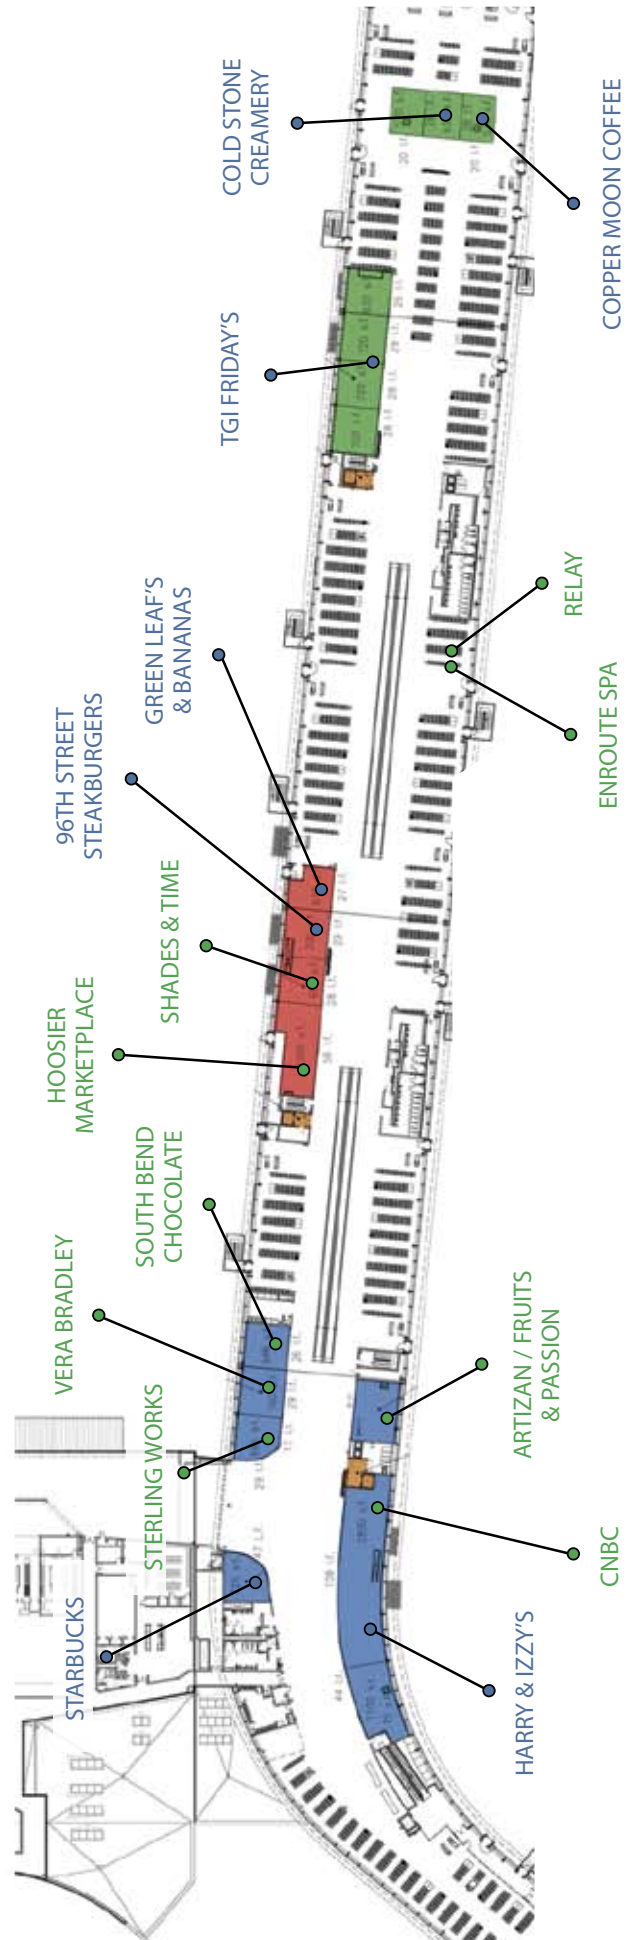 COLD STONE
CREAMERY
COPPER MOON COFFEE
TGI FRIDAY'S
GREEN LEAF'S
& BANANAS
RELAY
96TH STREET
STEAKBURGERS
ENROUTE SPA
SHADES & TIME
HOOSIER
MARKETPLACE
SOUTH BEND
CHOCOLATE
VERA BRADLEY
ARTIZAN / FRUITS
& PASSION
STERLING WORKS
CNBC
STARBUCKS
HARRY & IZZY'S